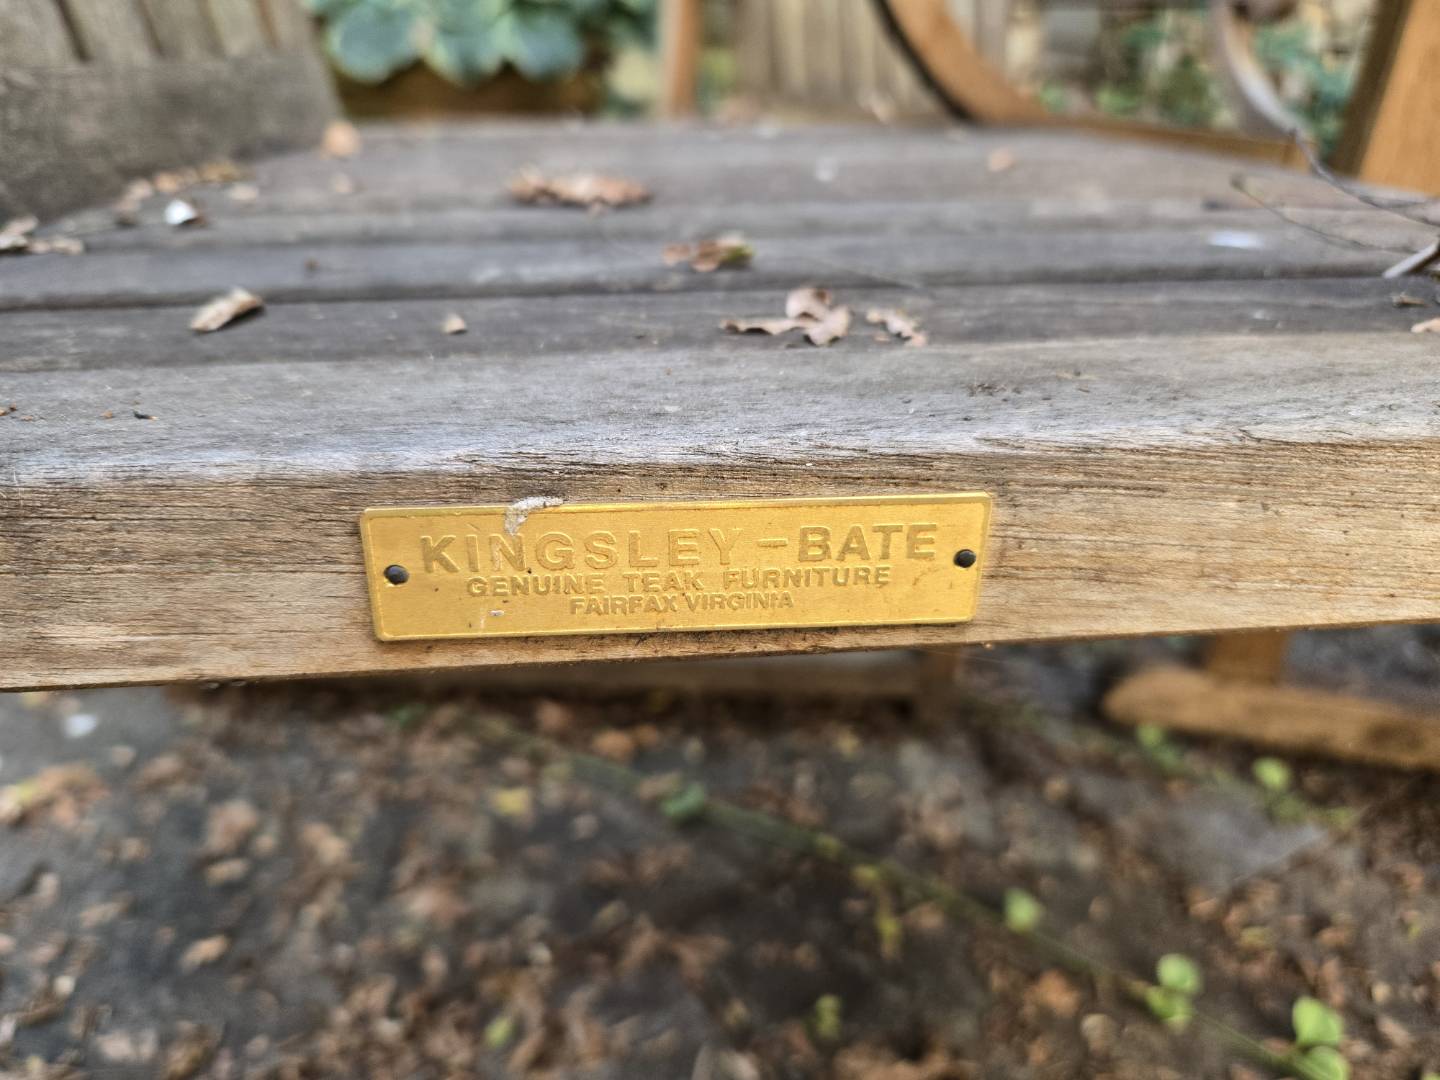 KINGSLEY-BATE
GENUINE TEAK FURNITURE
FAIRFAX VIRGINIA